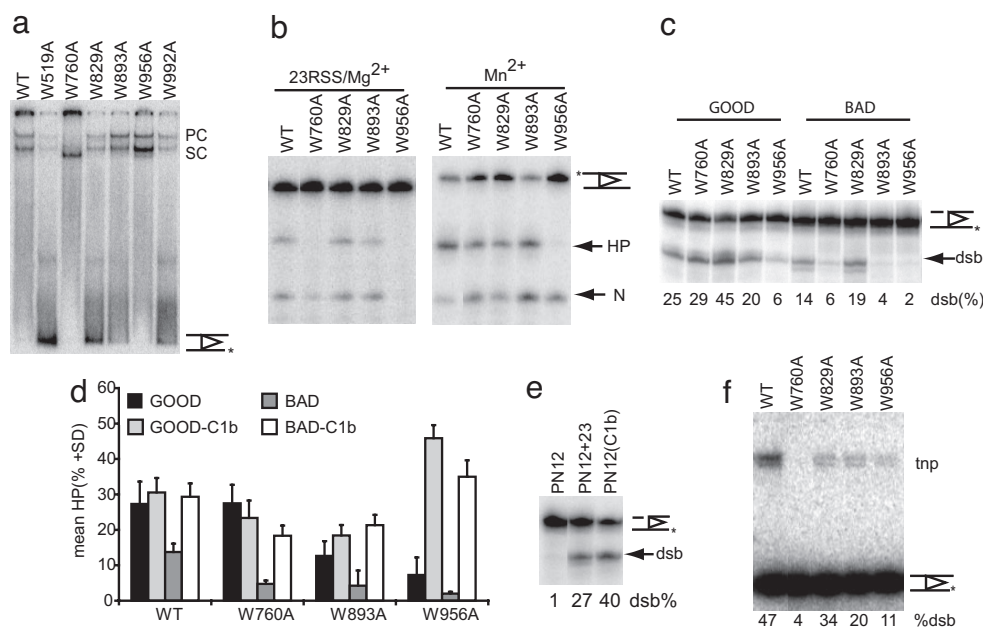 a
WT
W519A
W760A
W829A
W893A
W956A
W992A
PC
SC
*
b
23RSS/Mg2+
Mn2+
WT
W760A
W829A
W893A
W956A
WT
W760A
W829A
W893A
W956A
*
HP
N
c
GOOD
BAD
WT
W760A
W829A
W893A
W956A
WT
W760A
W829A
W893A
W956A
*
dsb
25 29 45 20 6 14 6 19 4 2 dsb(%)
d
60
50
40
30
20
10
0
mean HP(% +SD)
GOOD
BAD
GOOD-C1b
BAD-C1b
WT W760A W893A W956A
e
PN12
PN12+23
PN12(C1b)
*
dsb
1 27 40 dsb%
f
WT
W760A
W829A
W893A
W956A
tnp
*
47 4 34 20 11 %dsb